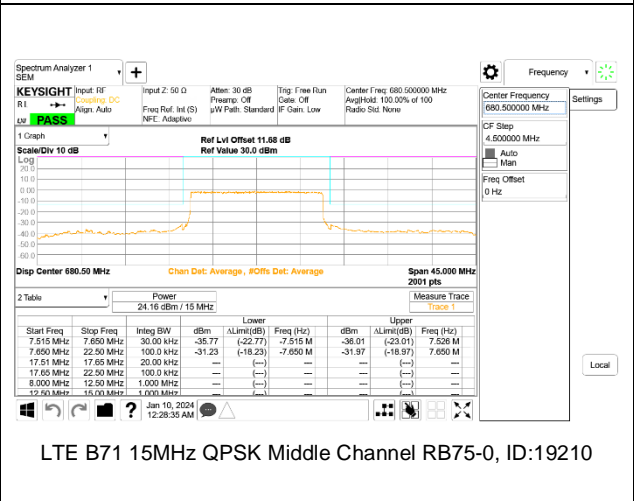 Spectrum Analyzer 1
SEM
+
Frequency
KEYSIGHT
Input: RF
Coupling: DC
Align: Auto
Input Z: 50 Ω
Freq Ref: Int (S)
NFE: Adaptive
Atten: 30 dB
Preamp: Off
µW Path: Standard
Trig: Free Run
Gate: Off
IF Gain: Low
Center Freq: 680.500000 MHz
Avg|Hold: 100.00% of 100
Radio Std: None
PASS
Center Frequency
680.500000 MHz
Settings
CF Step
4.500000 MHz
Auto
Man
Freq Offset
0 Hz
Local
1 Graph
Scale/Div 10 dB
Ref Lvl Offset 11.68 dB
Ref Value 30.0 dBm
Log
20.0
10.0
0.00
-10.0
-20.0
-30.0
-40.0
-50.0
-60.0
Disp Center 680.50 MHz
Chan Det: Average, #Offs Det: Average
Span 45.000 MHz
2001 pts
2 Table
Power
24.16 dBm / 15 MHz
Measure Trace
Trace 1
Lower Upper
Start Freq Stop Freq Integ BW dBm ΔLimit(dB) Freq (Hz) dBm ΔLimit(dB) Freq (Hz)
7.515 MHz 7.650 MHz 30.00 kHz -35.77 (-22.77) -7.515 M -36.01 (-23.01) 7.526 M
7.650 MHz 22.50 MHz 100.0 kHz -31.23 (-18.23) -7.650 M -31.97 (-18.97) 7.650 M
17.51 MHz 17.65 MHz 20.00 kHz --- (---) --- --- (---) ---
17.65 MHz 22.50 MHz 100.0 kHz --- (---) --- --- (---) ---
8.000 MHz 12.50 MHz 1.000 MHz --- (---) --- --- (---) ---
12.50 MHz 15.00 MHz 1.000 MHz --- (---) --- --- (---) ---
?
Jan 10, 2024
12:28:35 AM
LTE B71 15MHz QPSK Middle Channel RB75-0, ID:19210